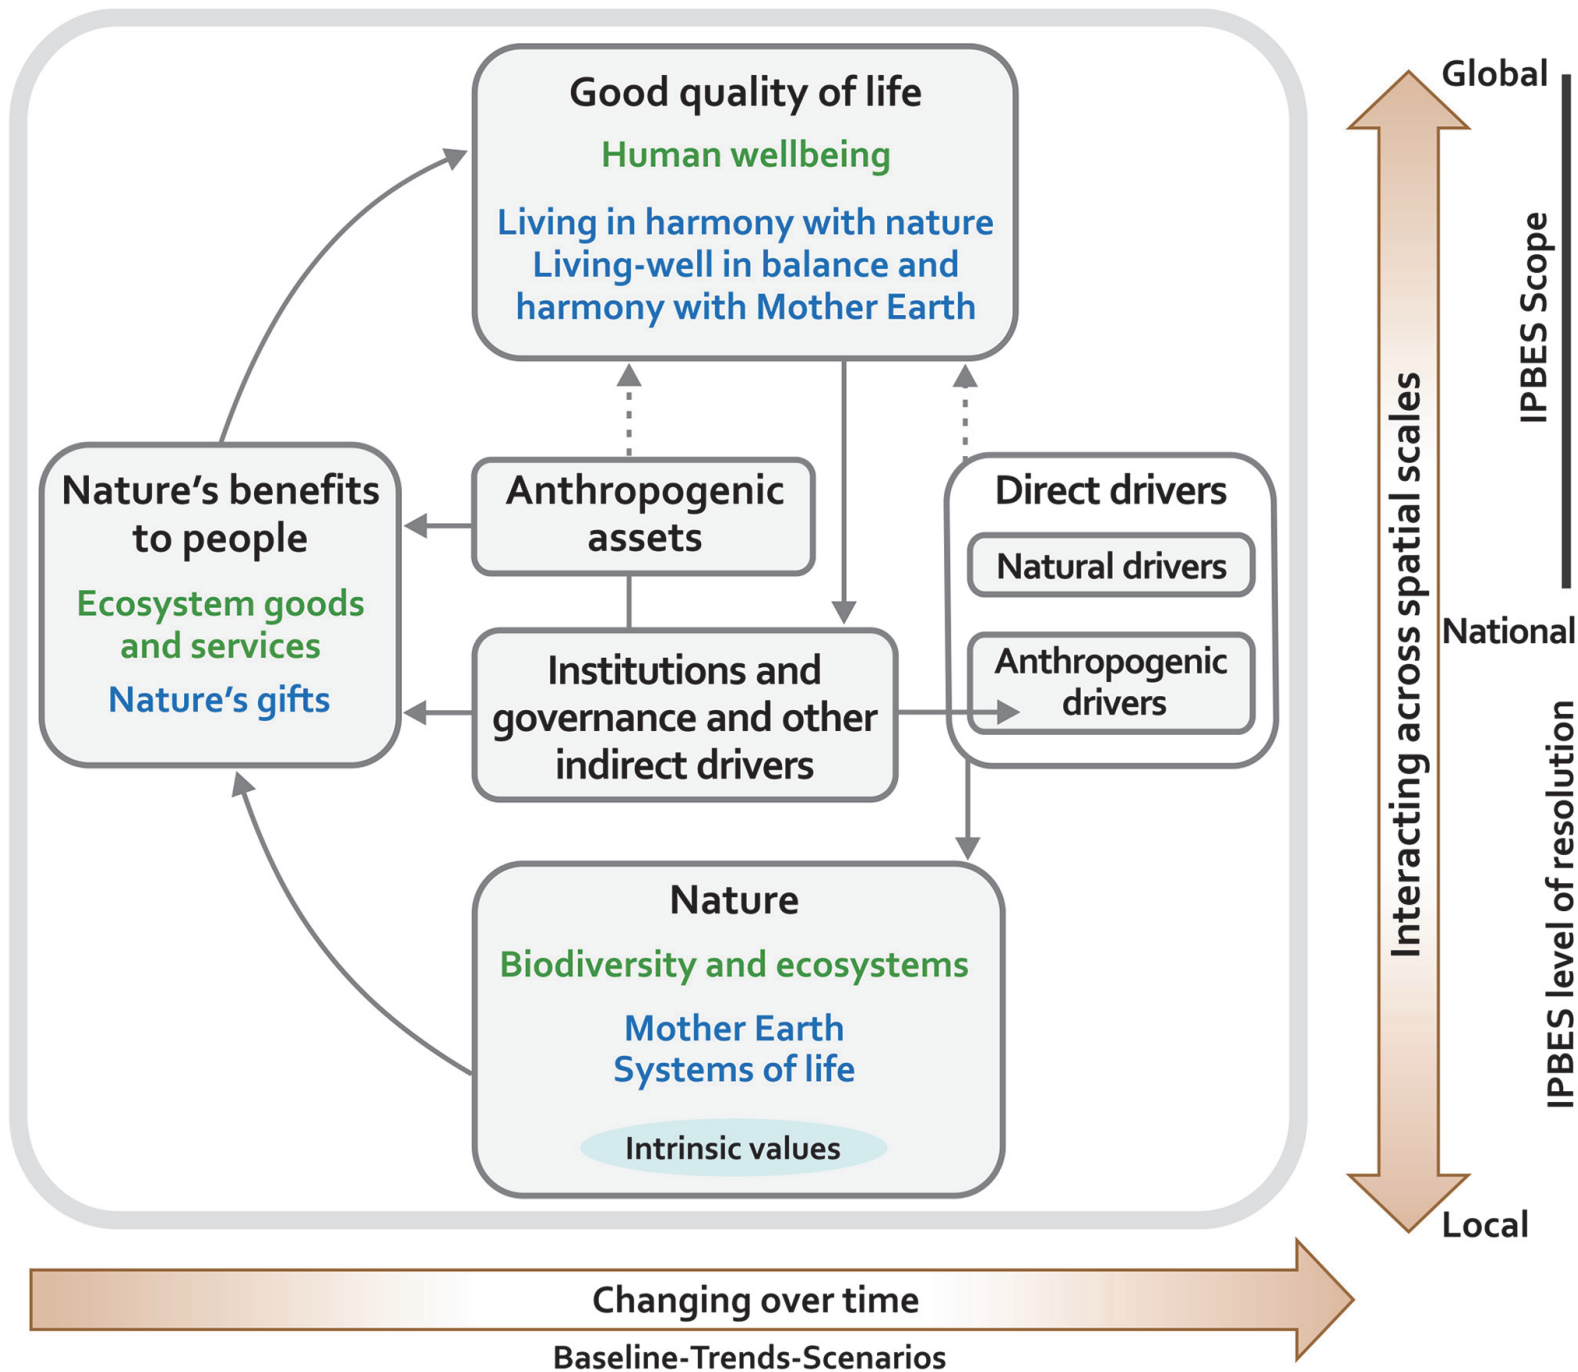 Good quality of life
Human wellbeing
Living in harmony with nature
Living-well in balance and
harmony with Mother Earth
Nature’s benefits
to people
Ecosystem goods
and services
Nature’s gifts
Anthropogenic
assets
Institutions and
governance and other
indirect drivers
Direct drivers
Natural drivers
Anthropogenic
drivers
Nature
Biodiversity and ecosystems
Mother Earth
Systems of life
Intrinsic values
Changing over time
Baseline-Trends-Scenarios
Interacting across spatial scales
Global
IPBES Scope
National
IPBES level of resolution
Local